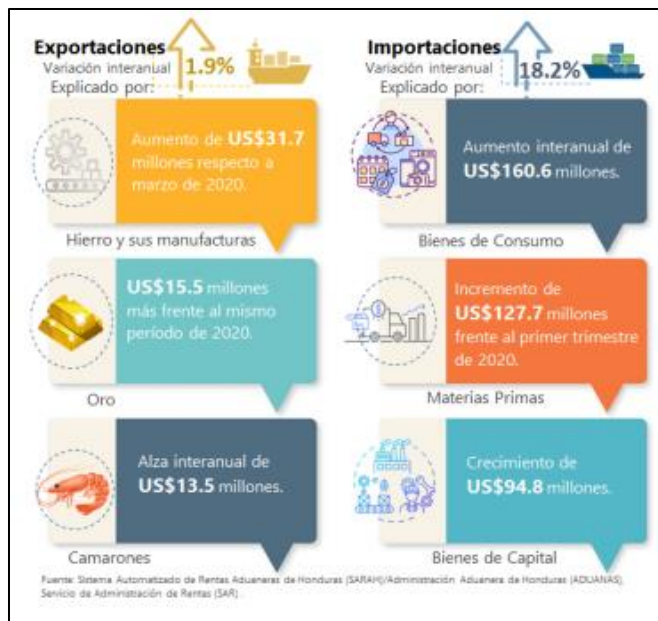 Exportaciones
Variación interanual
Explicado por:
1.9%
Aumento de US$31.7
millones respecto a
marzo de 2020.
Hierro y sus manufacturas
US$15.5 millones
más frente al mismo
período de 2020.
Oro
Alza interanual de
US$13.5 millones.
Camarones
Importaciones
Variación interanual
Explicado por:
18.2%
Aumento interanual de
US$160.6 millones.
Bienes de Consumo
Incremento de
US$127.7 millones
frente al primer trimestre
de 2020.
Materias Primas
Crecimiento de
US$94.8 millones.
Bienes de Capital
Fuente: Sistema Automatizado de Rentas Aduaneras de Honduras (SARAH)/Administración Aduanera de Honduras (ADUANAS),
Servicio de Administración de Rentas (SAR)